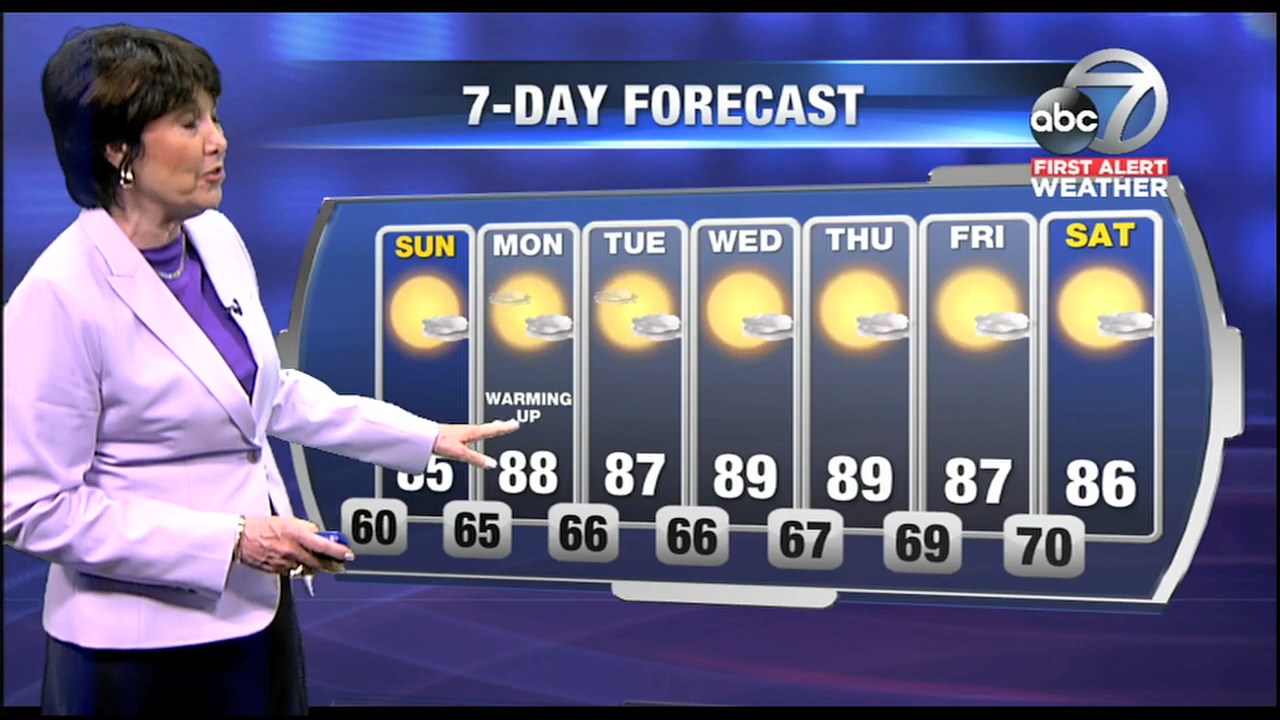 7-DAY FORECAST
abc 7
FIRST ALERT
WEATHER
SUN MON TUE WED THU FRI SAT
WARMING
UP
85 88 87 89 89 87 86
60 65 66 66 67 69 70